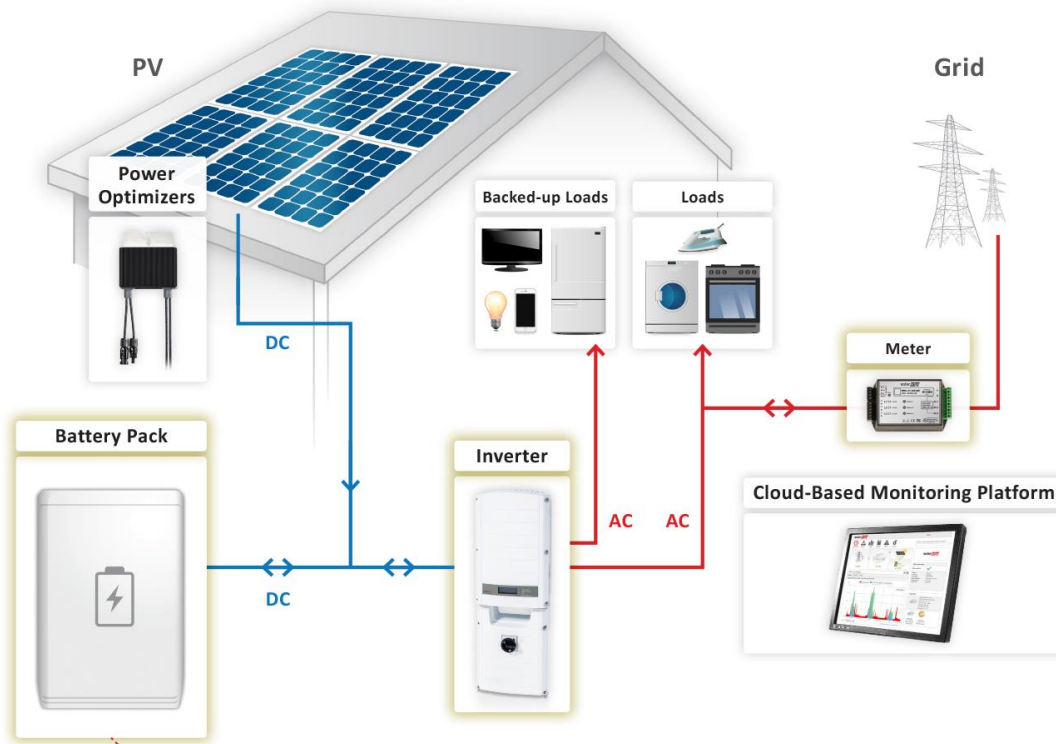 PV
Grid
Power
Optimizers
Backed-up Loads
Loads
DC
Meter
solar
Battery Pack
Inverter
Cloud-Based Monitoring Platform
AC
AC
DC